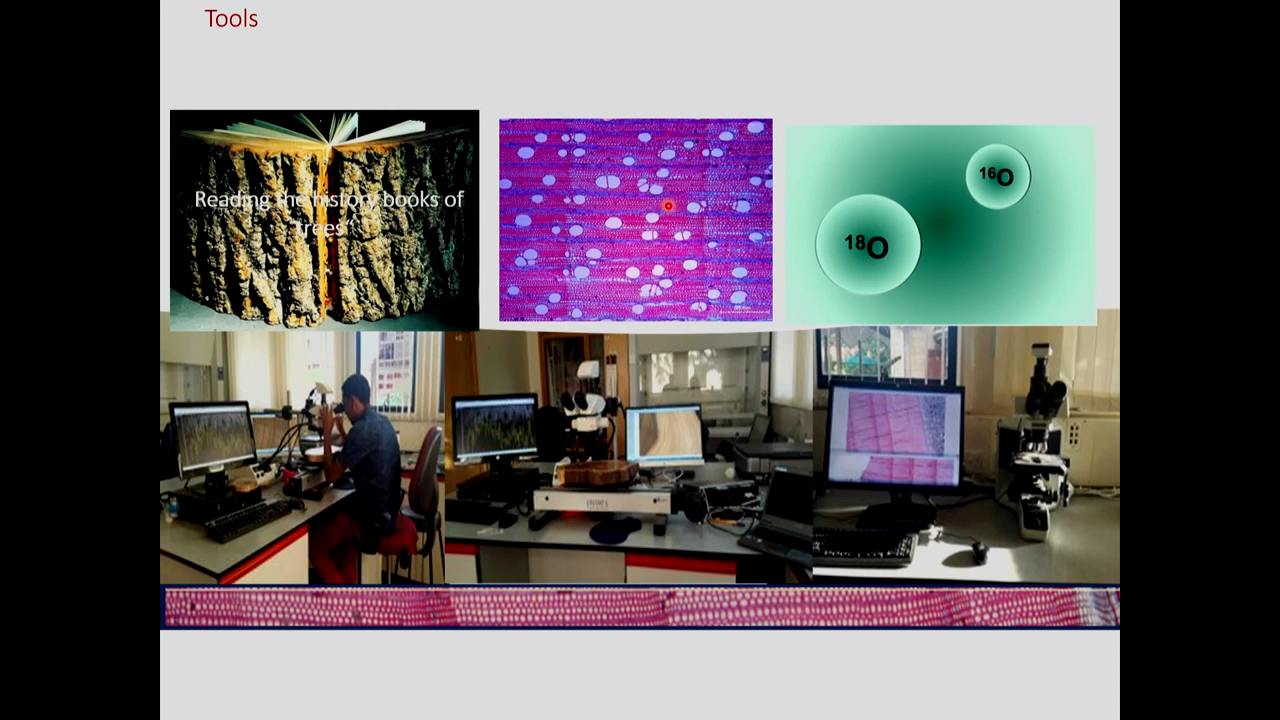 Tools
Reading the history books of
trees“
16O
18O